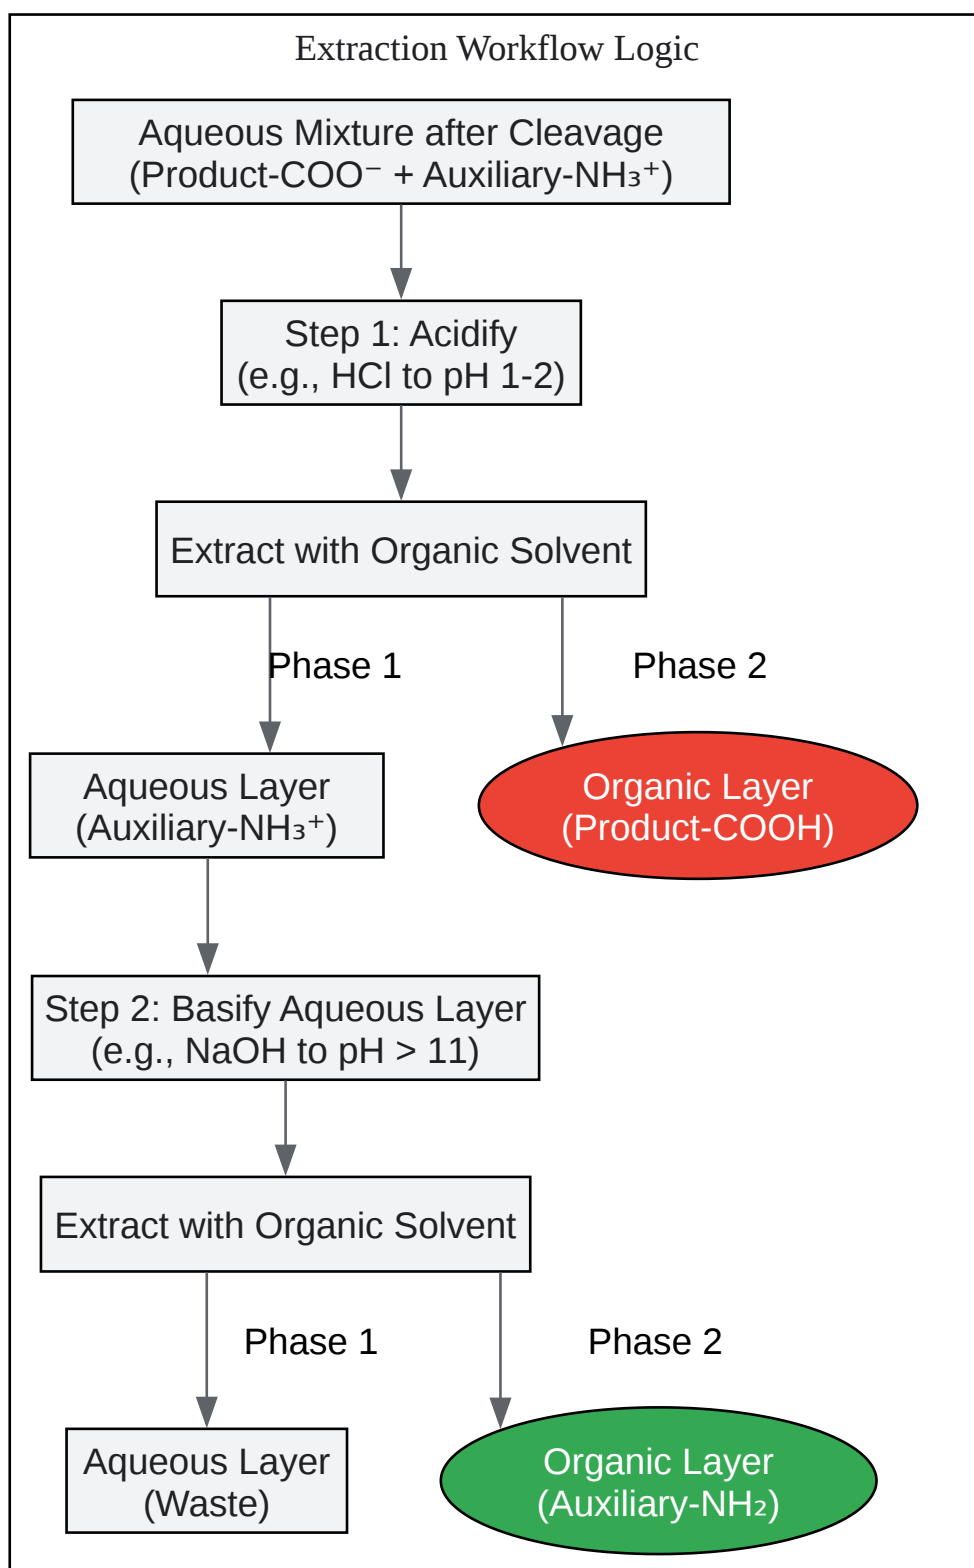 Extraction Workflow Logic
Aqueous Mixture after Cleavage
(Product-COO⁻ + Auxiliary-NH₃⁺)
Step 1: Acidify
(e.g., HCl to pH 1-2)
Extract with Organic Solvent
Phase 1
Phase 2
Aqueous Layer
(Auxiliary-NH₃⁺)
Organic Layer
(Product-COOH)
Step 2: Basify Aqueous Layer
(e.g., NaOH to pH > 11)
Extract with Organic Solvent
Phase 1
Phase 2
Aqueous Layer
(Waste)
Organic Layer
(Auxiliary-NH₂)